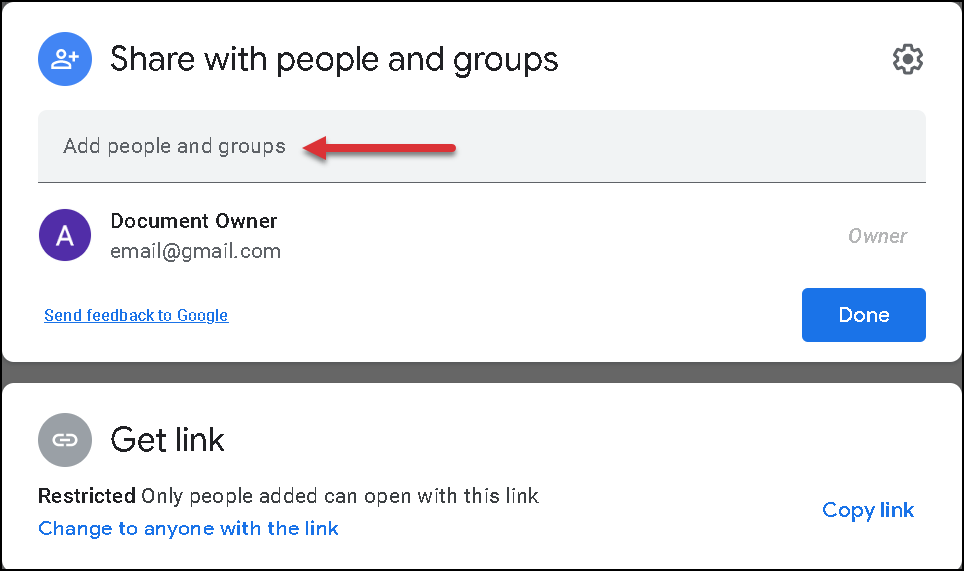 Share with people and groups
Add people and groups
A
Document Owner
email@gmail.com
Owner
Send feedback to Google
Done
Get link
Restricted Only people added can open with this link
Change to anyone with the link
Copy link